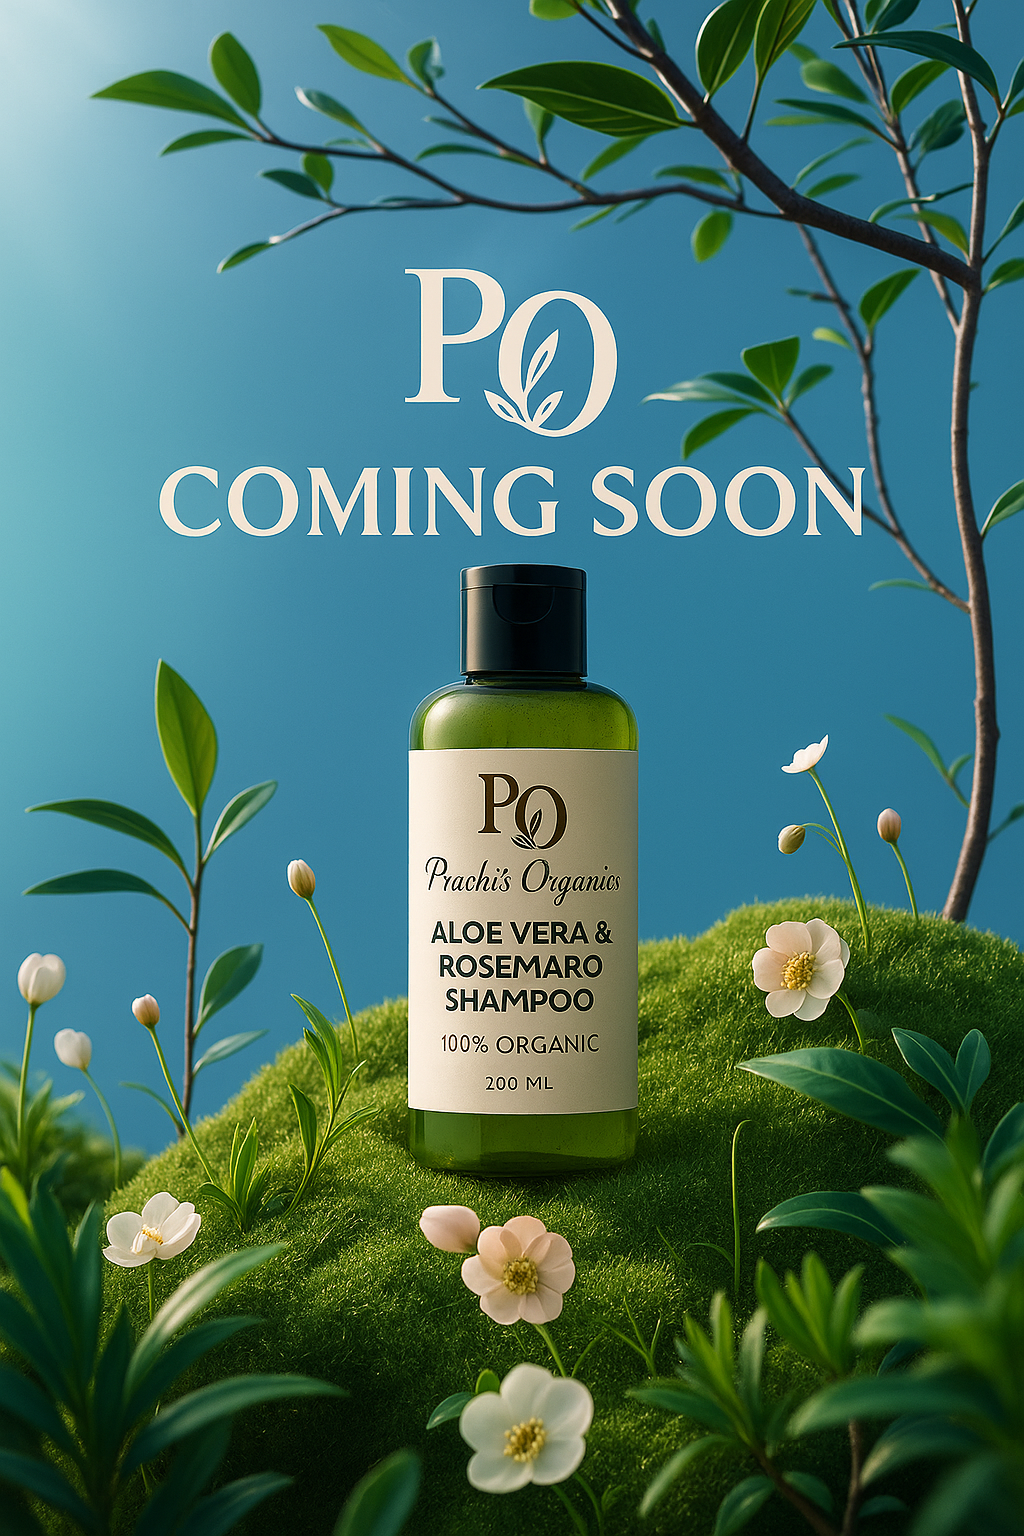 PO
COMING SOON
PO
Prachi's Organics
ALOE VERA &
ROSEMARO
SHAMPOO
100% ORGANIC
200 ML